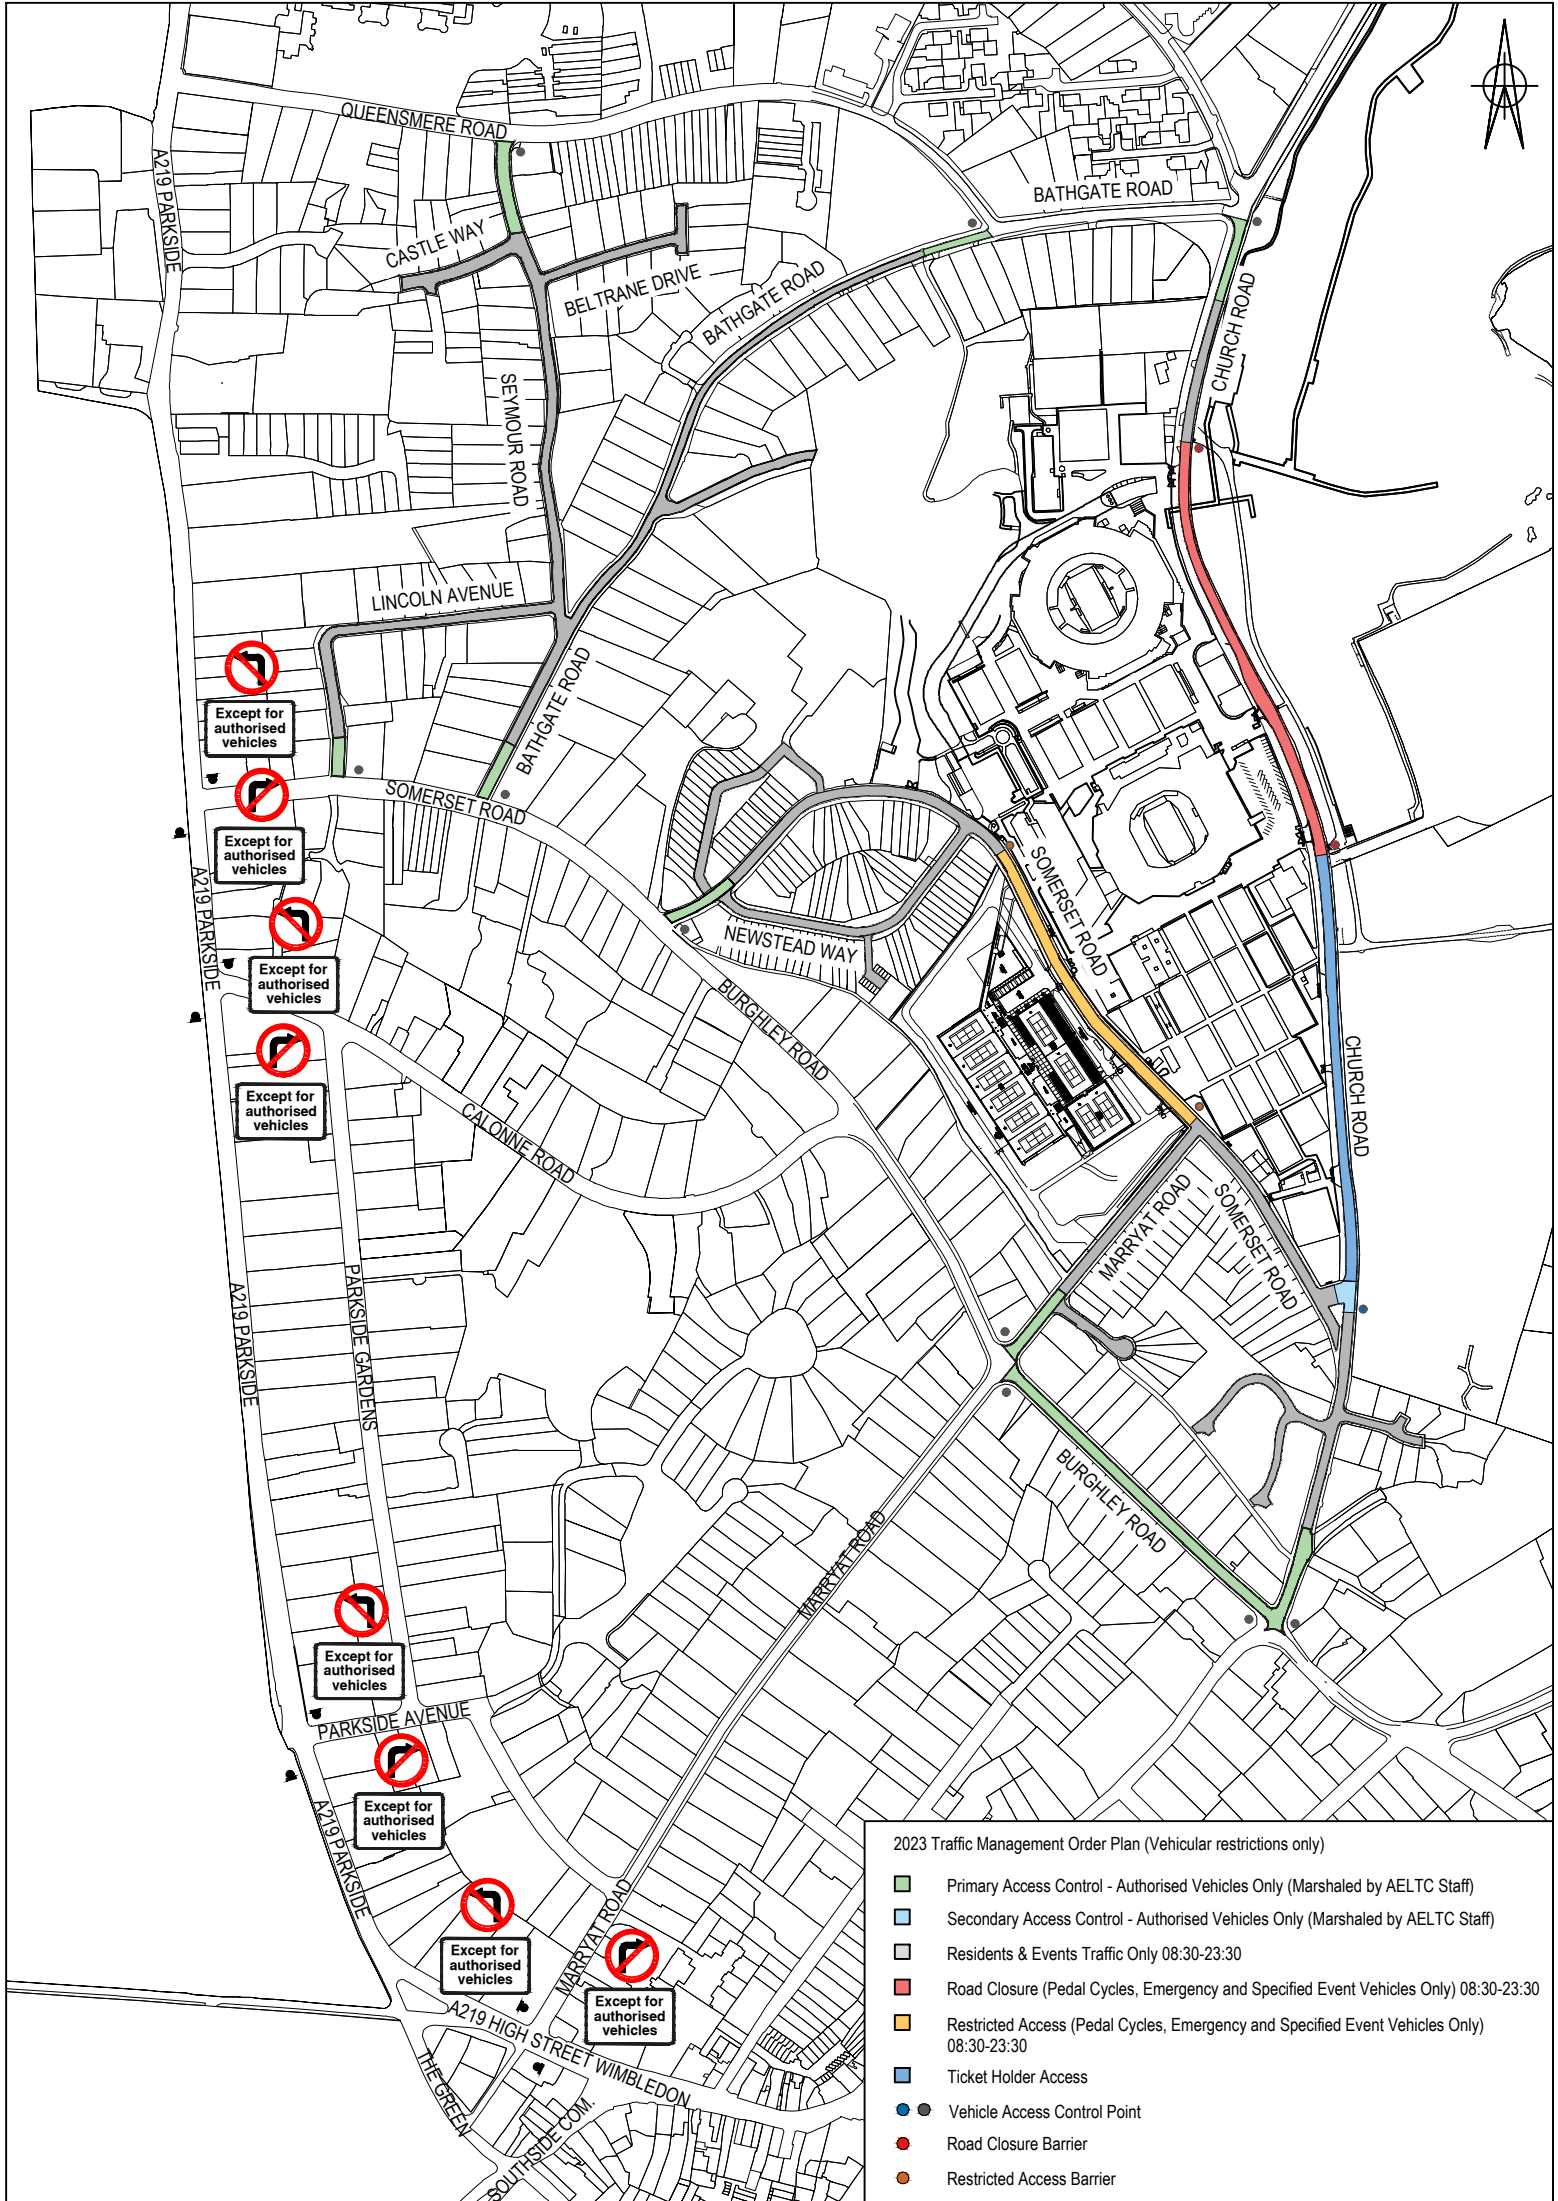 QUEENSMERE ROAD
A219 PARKSIDE
BATHGATE ROAD
CASTLE WAY
BELTRANE DRIVE
BATHGATE ROAD
CHURCH ROAD
SEYMOUR ROAD
LINCOLN AVENUE
BATHGATE ROAD
Except for
authorised
vehicles
SOMERSET ROAD
Except for
authorised
vehicles
A219 PARKSIDE
SOMERSET ROAD
NEWSTEAD WAY
Except for
authorised
vehicles
BURGHLEY ROAD
CHURCH ROAD
Except for
authorised
vehicles
CALONNE ROAD
MARRYAT ROAD
SOMERSET ROAD
A219 PARKSIDE
PARKSIDE GARDENS
BURGHLEY ROAD
MARRYAT ROAD
Except for
authorised
vehicles
PARKSIDE AVENUE
Except for
authorised
vehicles
A219 PARKSIDE
MARRYAT ROAD
Except for
authorised
vehicles
Except for
authorised
vehicles
A219 HIGH STREET WIMBLEDON
THE GREEN
SOUTHSIDE COM.
2023 Traffic Management Order Plan (Vehicular restrictions only)
Primary Access Control - Authorised Vehicles Only (Marshaled by AELTC Staff)
Secondary Access Control - Authorised Vehicles Only (Marshaled by AELTC Staff)
Residents & Events Traffic Only 08:30-23:30
Road Closure (Pedal Cycles, Emergency and Specified Event Vehicles Only) 08:30-23:30
Restricted Access (Pedal Cycles, Emergency and Specified Event Vehicles Only)
08:30-23:30
Ticket Holder Access
Vehicle Access Control Point
Road Closure Barrier
Restricted Access Barrier